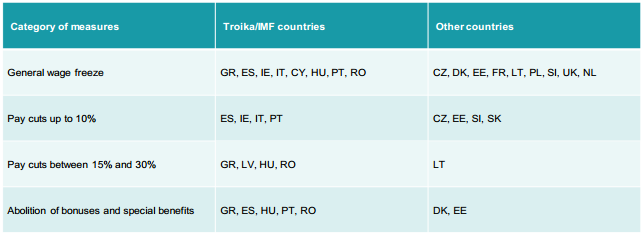 Category of measures Troika/IMF countries Other countries
General wage freeze GR, ES, IE, IT, CY, HU, PT, RO CZ, DK, EE, FR, LT, PL, SI, UK, NL
Pay cuts up to 10% ES, IE, IT, PT CZ, EE, SI, SK
Pay cuts between 15% and 30% GR, LV, HU, RO LT
Abolition of bonuses and special benefits GR, ES, HU, PT, RO DK, EE